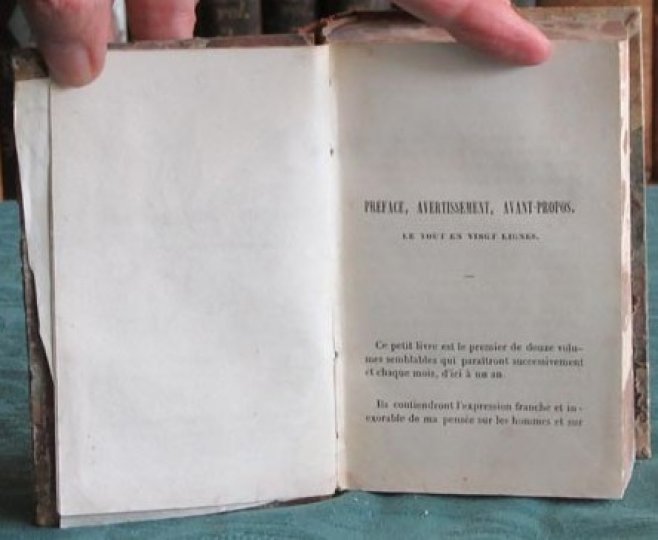 PRÉFACE, AVERTISSEMENT, AVANT-PROPOS.
LE TOUT EN VINGT LIGNES.
Ce petit livre est le premier de douze volu-
mes semblables qui paraîtront successivement
et chaque mois, d'ici à un an.
Ils contiendront l'expression franche et in-
exorable de ma pensée sur les hommes et sur